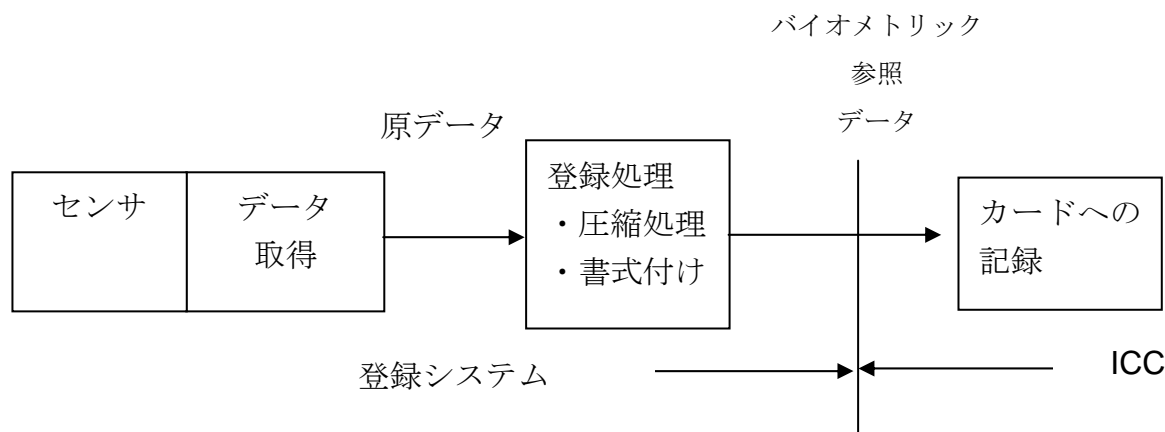 バイオメトリック
参照
データ
原データ
センサ
データ
取得
登録処理
・圧縮処理
・書式付け
カードへの
記録
登録システム
ICC